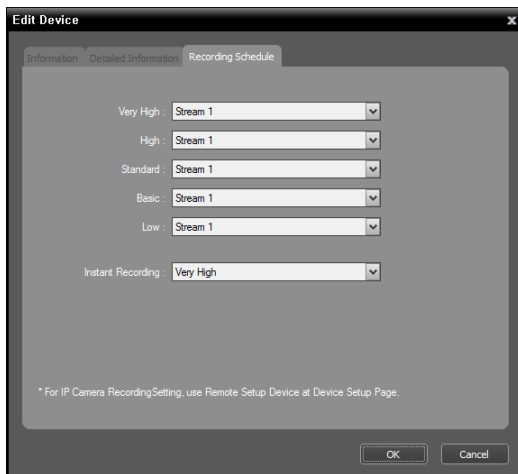 Edit Device
x
Information Detailed Information Recording Schedule
Very High : Stream 1
High : Stream 1
Standard : Stream 1
Basic : Stream 1
Low : Stream 1
Instant Recording : Very High
* For IP Camera RecordingSetting, use Remote Setup Device at Device Setup Page.
OK Cancel